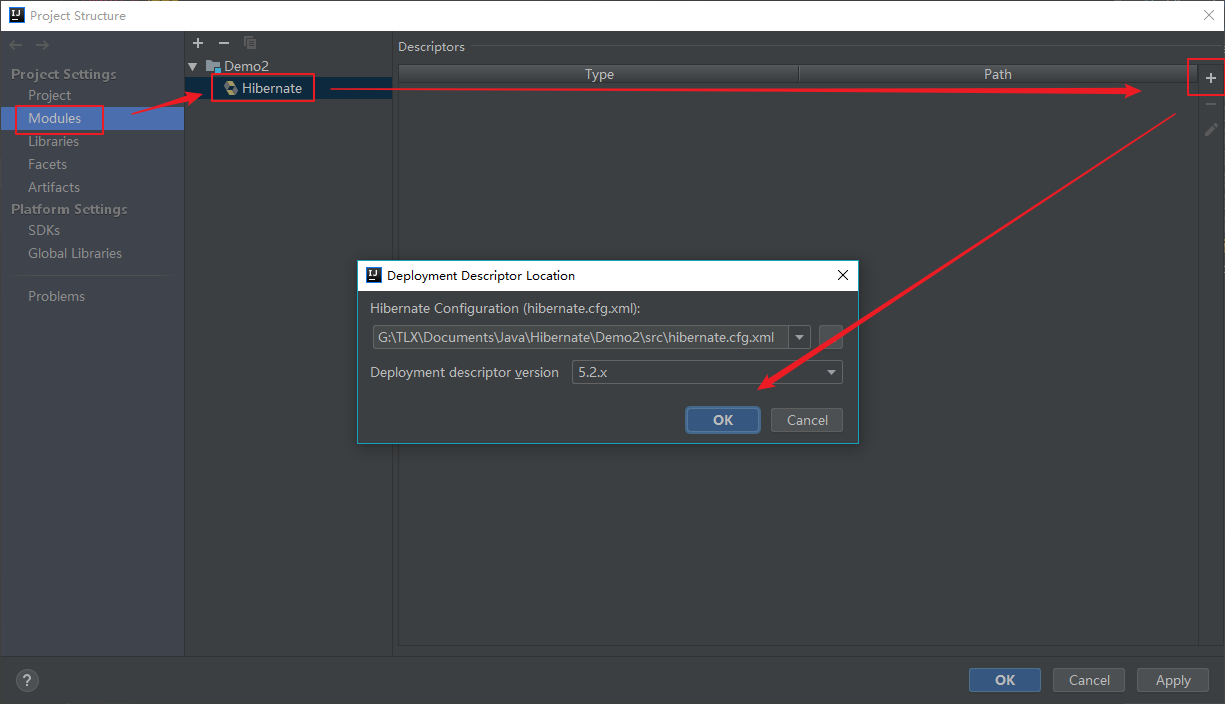 Project Structure
Project Settings
Project
Modules
Libraries
Facets
Artifacts
Platform Settings
SDKs
Global Libraries
Problems
Demo2
Hibernate
Descriptors
Type Path
Deployment Descriptor Location
Hibernate Configuration (hibernate.cfg.xml):
G:\TLX\Documents\Java\Hibernate\Demo2\src\hibernate.cfg.xml
Deployment descriptor version 5.2.x
OK Cancel
? OK Cancel Apply